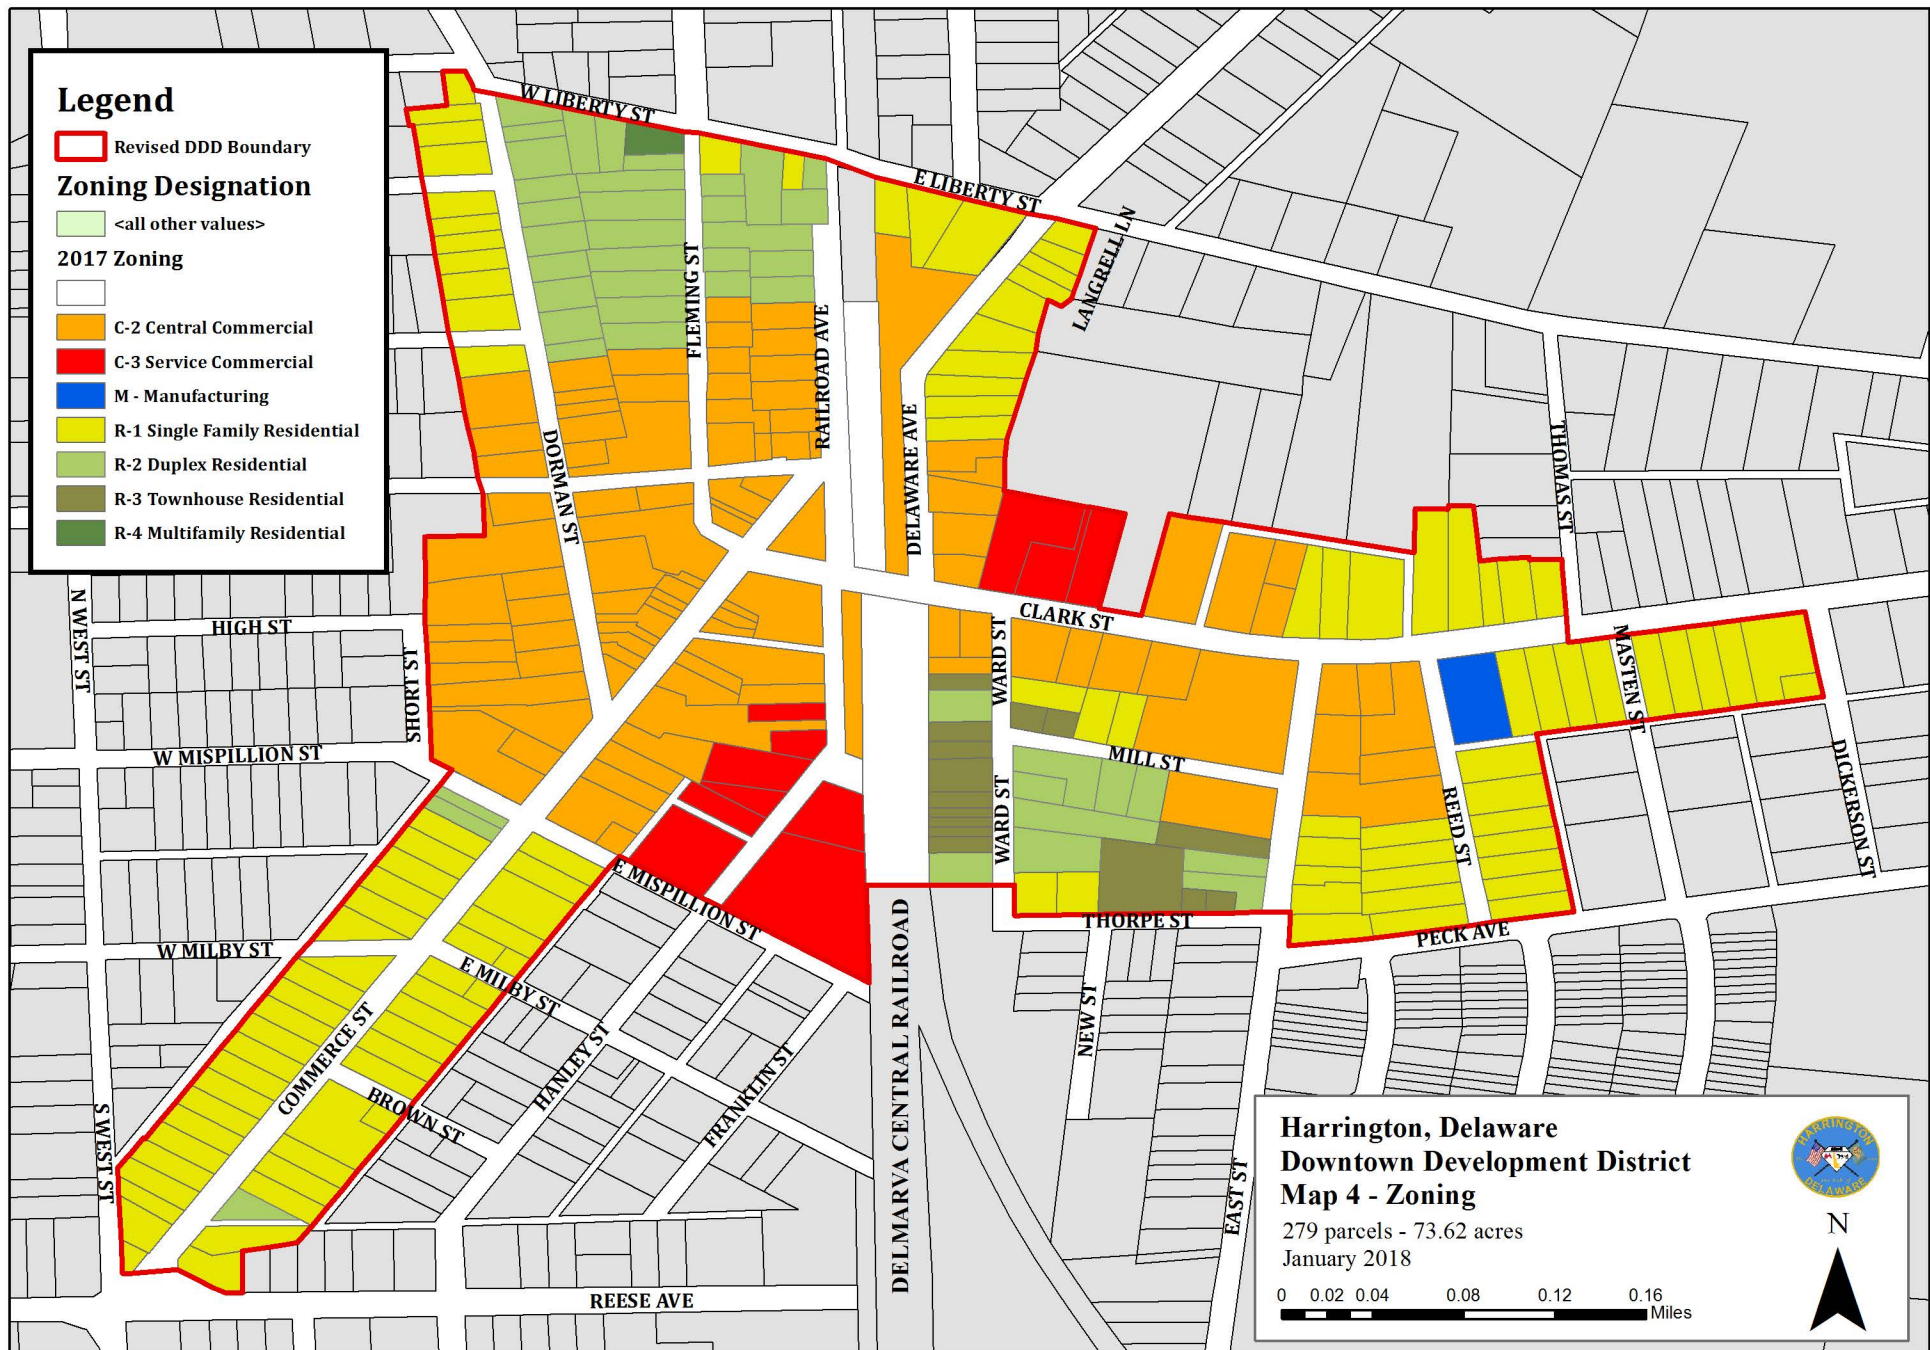 Legend
Revised DDD Boundary
Zoning Designation
<all other values>
2017 Zoning
C-2 Central Commercial
C-3 Service Commercial
M - Manufacturing
R-1 Single Family Residential
R-2 Duplex Residential
R-3 Townhouse Residential
R-4 Multifamily Residential
W LIBERTY ST
E LIBERTY ST
LANGRELL LN
FLEMING ST
RAILROAD AVE
DELAWARE AVE
DORMAN ST
THOMAS ST
CLARK ST
N WEST ST
HIGH ST
SHORT ST
WARD ST
MASTEN ST
W MISPILLION ST
MILL ST
DICKERSON ST
WARD ST
REED ST
E MISPILLION ST
THORPE ST
PECK AVE
W MILBY ST
E MILBY ST
COMMERCE ST
HANLEY ST
NEW ST
FRANKLIN ST
BROWN ST
DELMARVA CENTRAL RAILROAD
S WEST ST
EAST ST
REESE AVE
Harrington, Delaware
Downtown Development District
Map 4 - Zoning
279 parcels - 73.62 acres
January 2018
0 0.02 0.04 0.08 0.12 0.16
Miles
HARRINGTON
DELAWARE
N